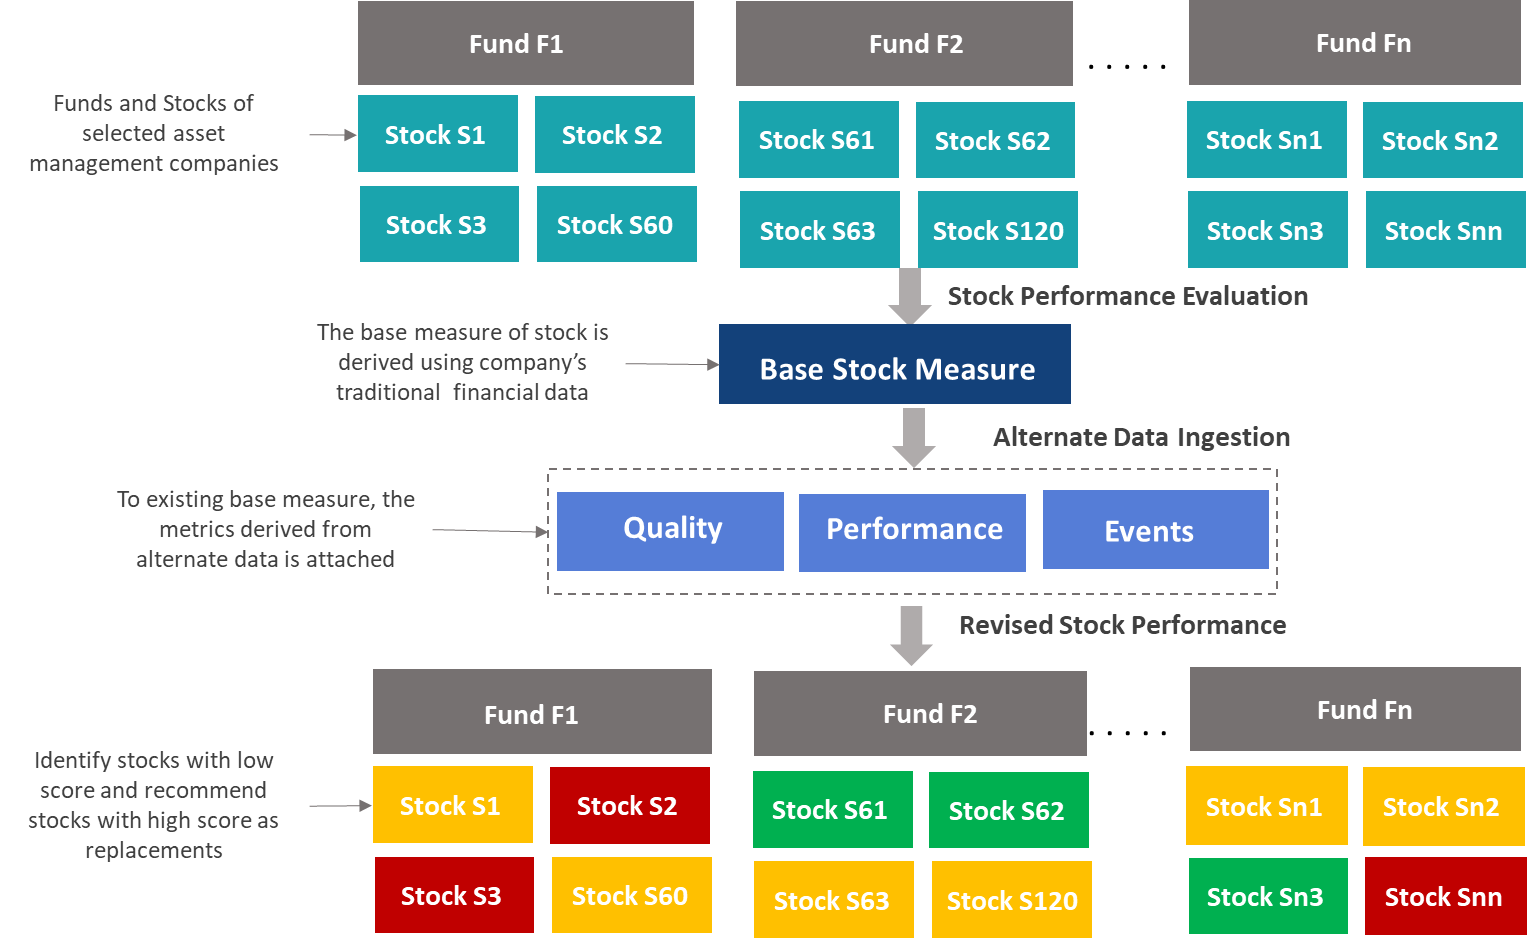 Fund F1
Fund F2
. . . . .
Fund Fn
Funds and Stocks of
selected asset
management companies
Stock S1
Stock S2
Stock S61
Stock S62
Stock Sn1
Stock Sn2
Stock S3
Stock S60
Stock S63
Stock S120
Stock Sn3
Stock Snn
Stock Performance Evaluation
The base measure of stock is
derived using company’s
traditional  financial data
Base Stock Measure
Alternate Data Ingestion
To existing base measure, the
metrics derived from
alternate data is attached
Quality
Performance
Events
Revised Stock Performance
Fund F1
Fund F2
. . . . .
Fund Fn
Identify stocks with low
score and recommend
stocks with high score as
replacements
Stock S1
Stock S2
Stock S61
Stock S62
Stock Sn1
Stock Sn2
Stock S3
Stock S60
Stock S63
Stock S120
Stock Sn3
Stock Snn